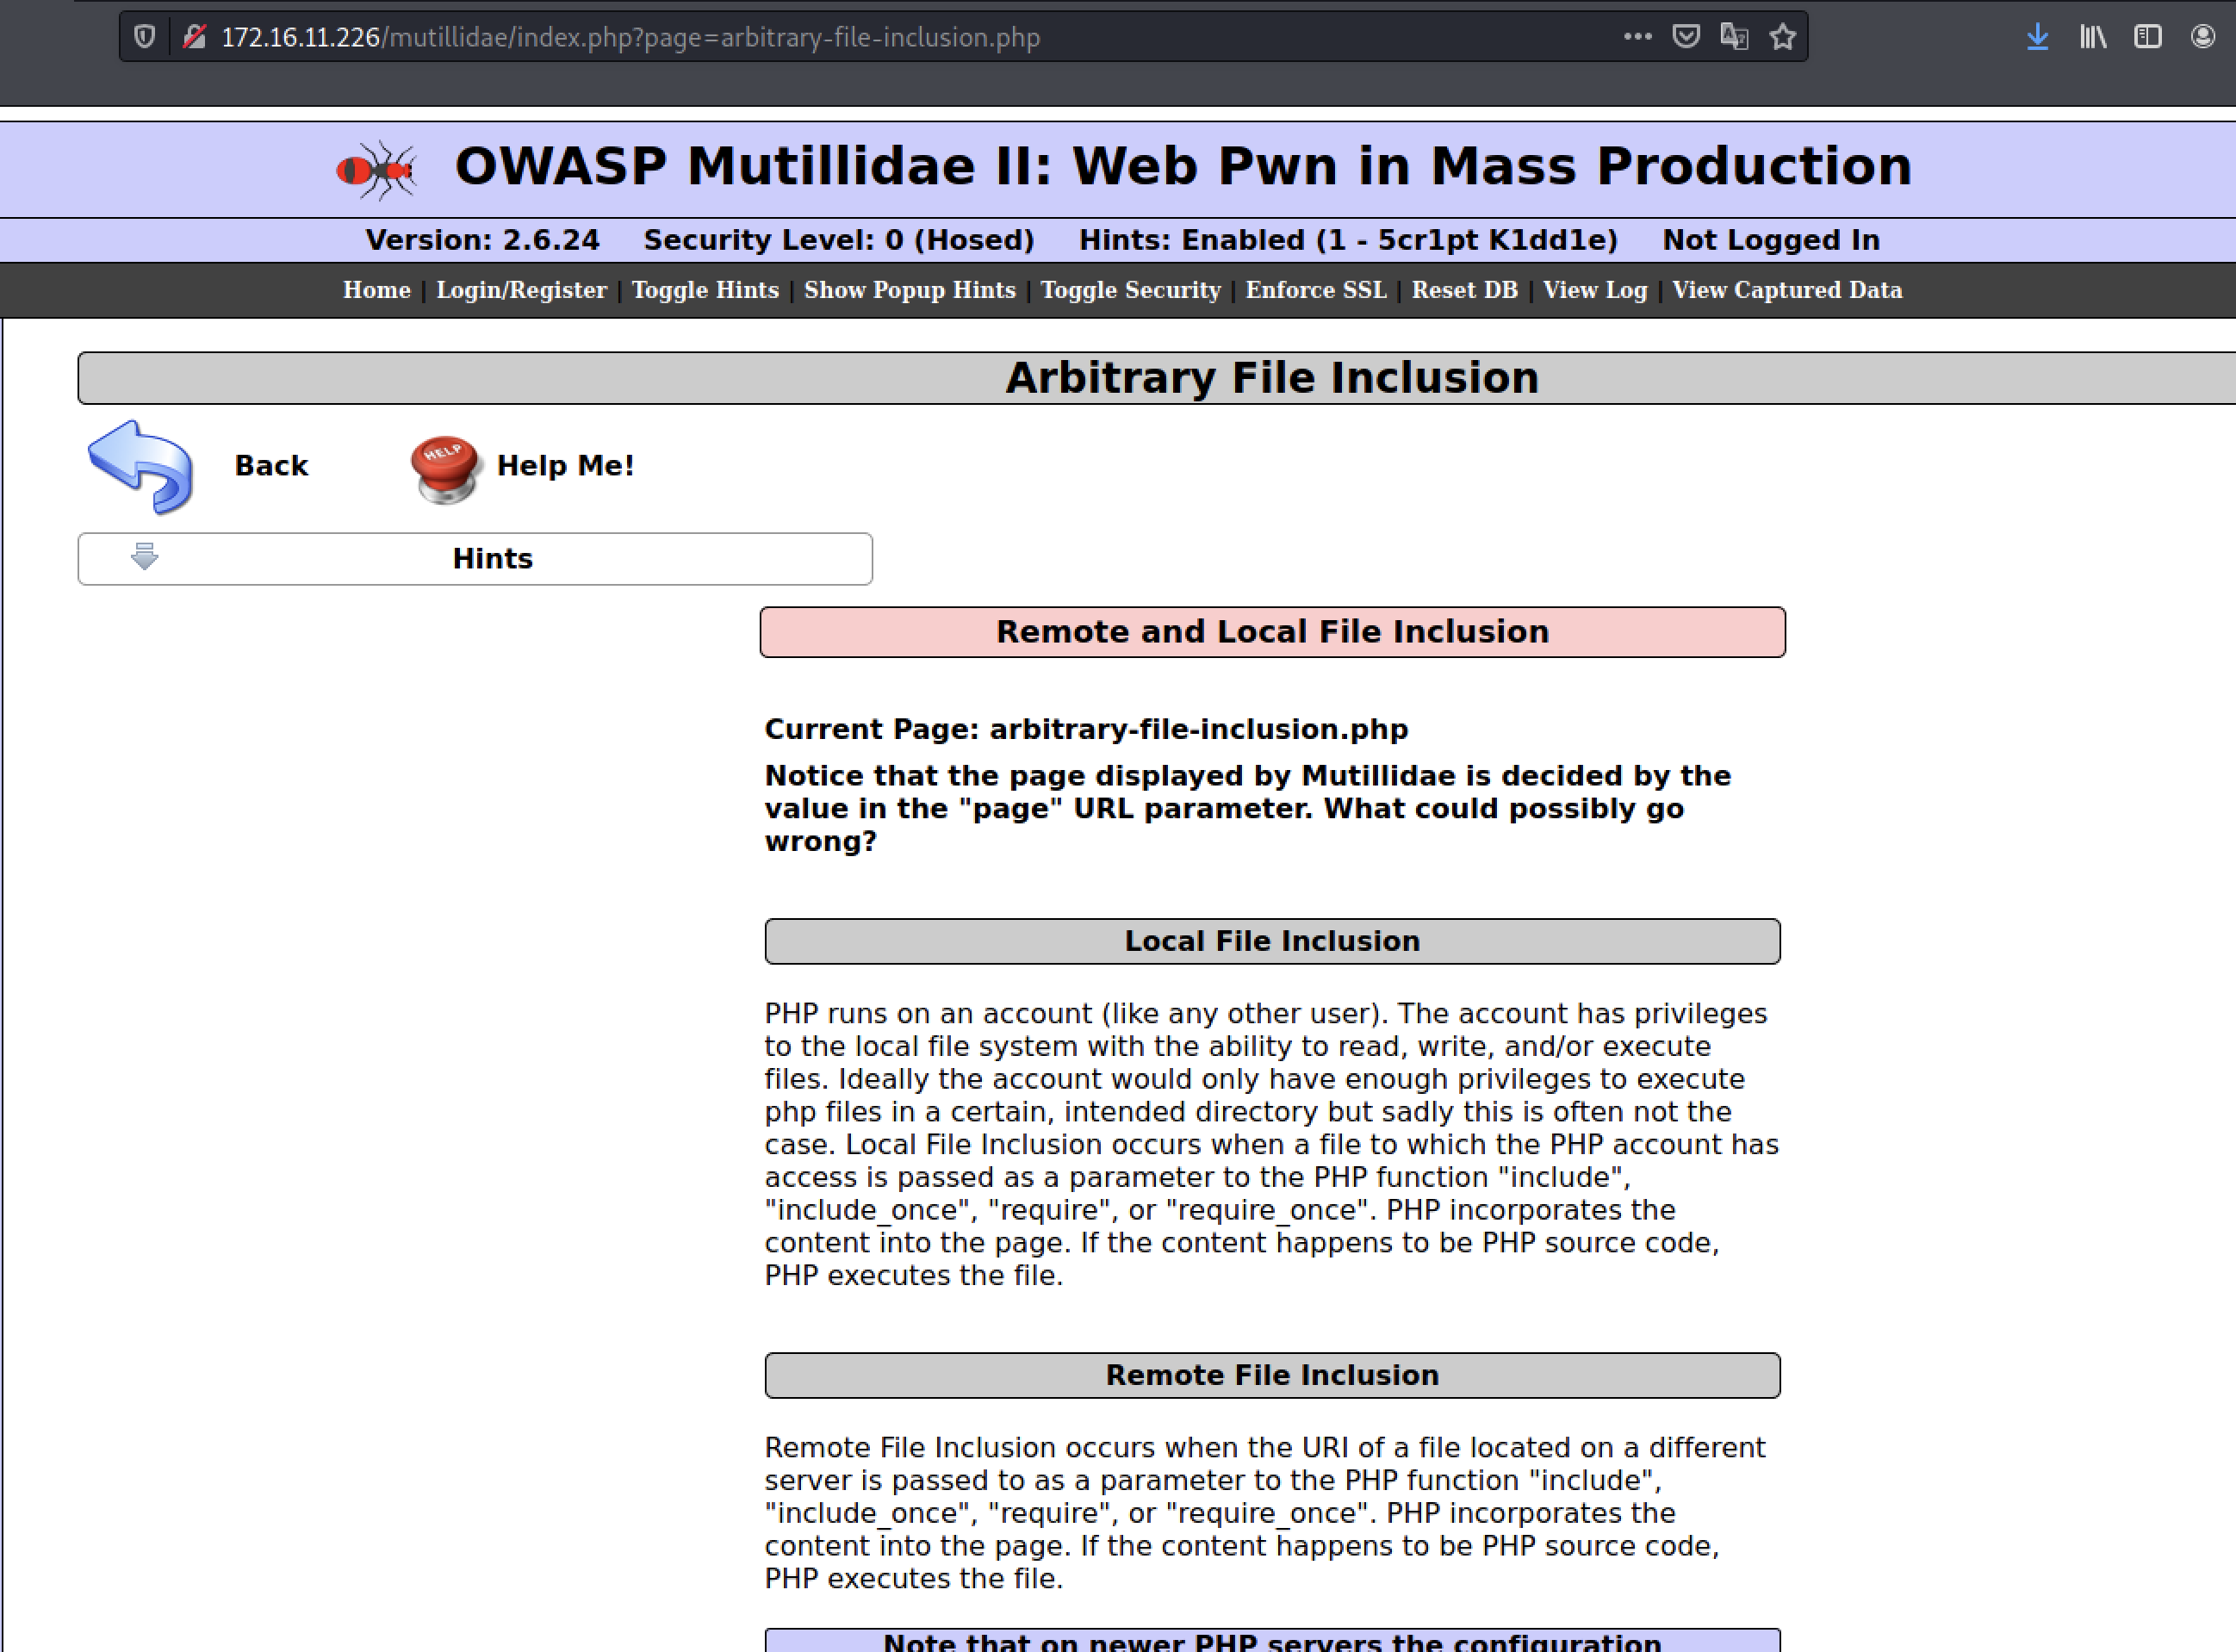 172.16.11.226/mutillidae/index.php?page=arbitrary-file-inclusion.php
OWASP Mutillidae II: Web Pwn in Mass Production
Version: 2.6.24 Security Level: 0 (Hosed) Hints: Enabled (1 - 5cr1pt K1dd1e) Not Logged In
Home | Login/Register | Toggle Hints | Show Popup Hints | Toggle Security | Enforce SSL | Reset DB | View Log | View Captured Data
Arbitrary File Inclusion
Back HELP Help Me!
Hints
Remote and Local File Inclusion
Current Page: arbitrary-file-inclusion.php
Notice that the page displayed by Mutillidae is decided by the
value in the "page" URL parameter. What could possibly go
wrong?
Local File Inclusion
PHP runs on an account (like any other user). The account has privileges
to the local file system with the ability to read, write, and/or execute
files. Ideally the account would only have enough privileges to execute
php files in a certain, intended directory but sadly this is often not the
case. Local File Inclusion occurs when a file to which the PHP account has
access is passed as a parameter to the PHP function "include",
"include_once", "require", or "require_once". PHP incorporates the
content into the page. If the content happens to be PHP source code,
PHP executes the file.
Remote File Inclusion
Remote File Inclusion occurs when the URI of a file located on a different
server is passed to as a parameter to the PHP function "include",
"include_once", "require", or "require_once". PHP incorporates the
content into the page. If the content happens to be PHP source code,
PHP executes the file.
Note that on newer PHP servers the configuration